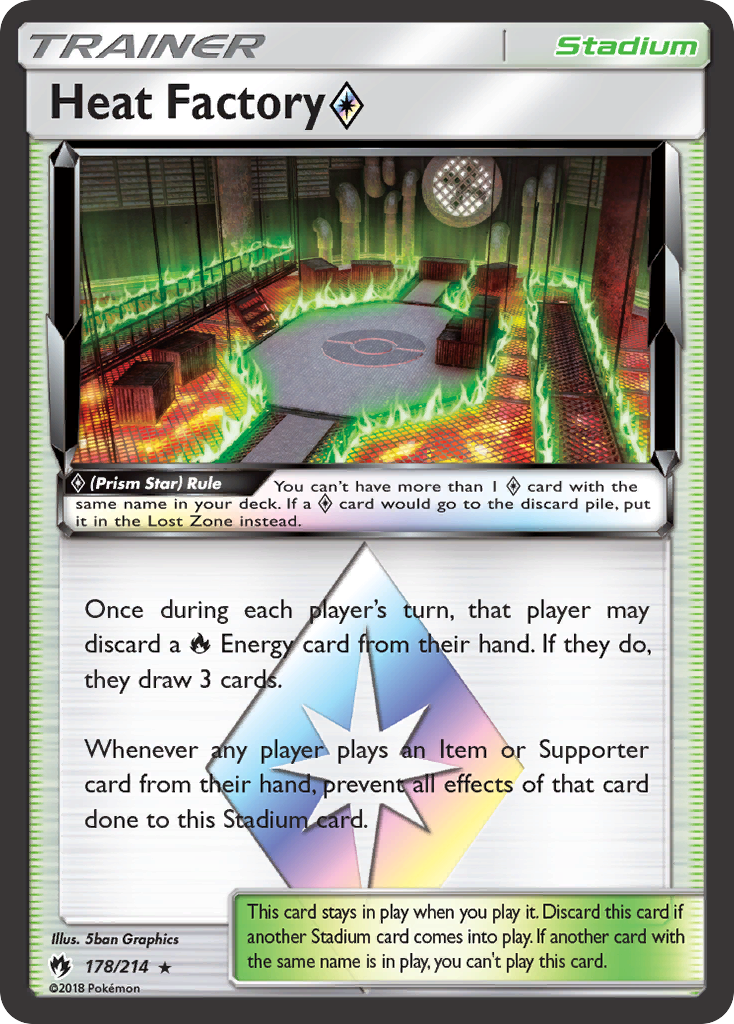 TRAINER
Stadium
Heat Factory
(Prism Star) Rule You can't have more than 1 card with the
same name in your deck. If a card would go to the discard pile, put
it in the Lost Zone instead.
Once during each player's turn, that player may
discard a Energy card from their hand. If they do,
they draw 3 cards.
Whenever any player plays an Item or Supporter
card from their hand, prevent all effects of that card
done to this Stadium card.
This card stays in play when you play it. Discard this card if
another Stadium card comes into play. If another card with
the same name is in play, you can't play this card.
Illus. 5ban Graphics
178/214 ★
©2018 Pokémon